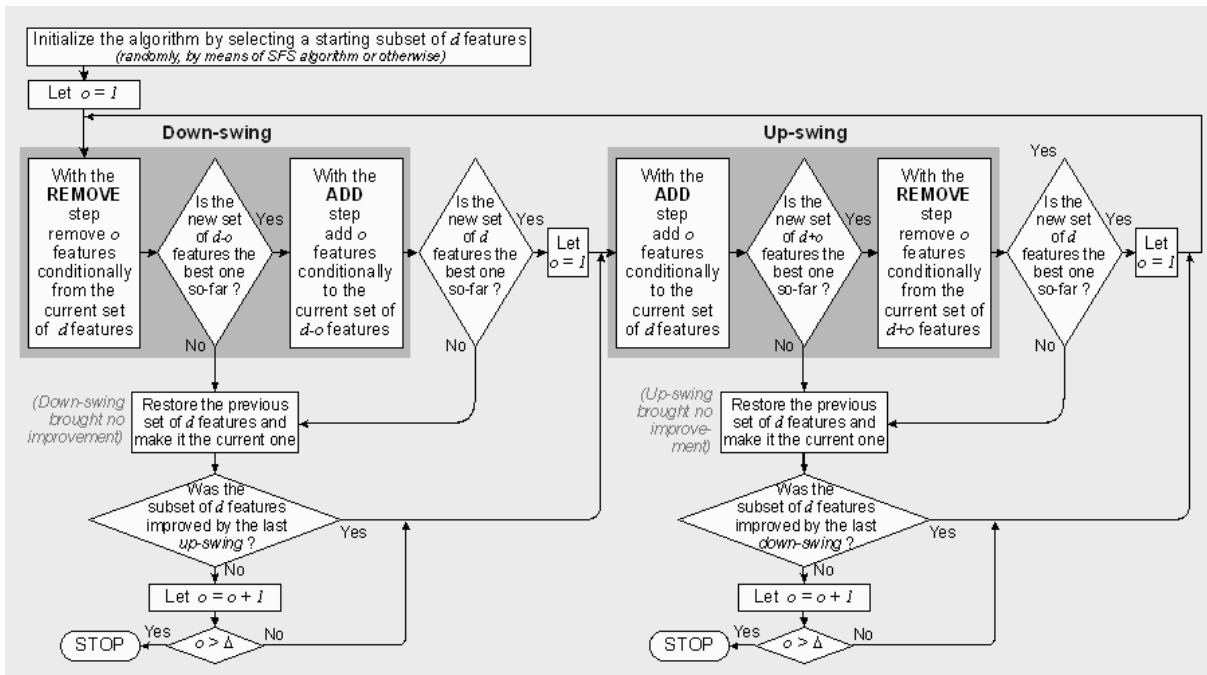 Initialize the algorithm by selecting a starting subset of d features
(randomly, by means of SFS algorithm or otherwise)
Let o = 1
Down-swing
With the
REMOVE
step
remove o
features
conditionally
from the
current set
of d features
Is the
new set
of d-o
features the
best one
so-far ?
Yes
No
With the
ADD
step
add o
features
conditionally
to the
current set of
d-o features
Is the
new set
of d
features the
best one
so-far ?
Yes
No
Let
o = 1
(Down-swing
brought no
improvement)
Restore the previous
set of d features and
make it the current one
Was the
subset of d features
improved by the last
up-swing ?
Yes
No
Let o = o + 1
o > Δ
Yes
No
STOP
Up-swing
With the
ADD
step
add o
features
conditionally
to the
current set
of d features
Is the
new set
of d+o
features the
best one
so-far ?
Yes
No
With the
REMOVE
step
remove o
features
conditionally
from the
current set of
d+o features
Yes
Is the
new set
of d
features the
best one
so-far ?
Yes
No
Let
o = 1
(Up-swing
brought no
improve-
ment)
Restore the previous
set of d features and
make it the current one
Was the
subset of d features
improved by the last
down-swing ?
Yes
No
Let o = o + 1
o > Δ
Yes
No
STOP